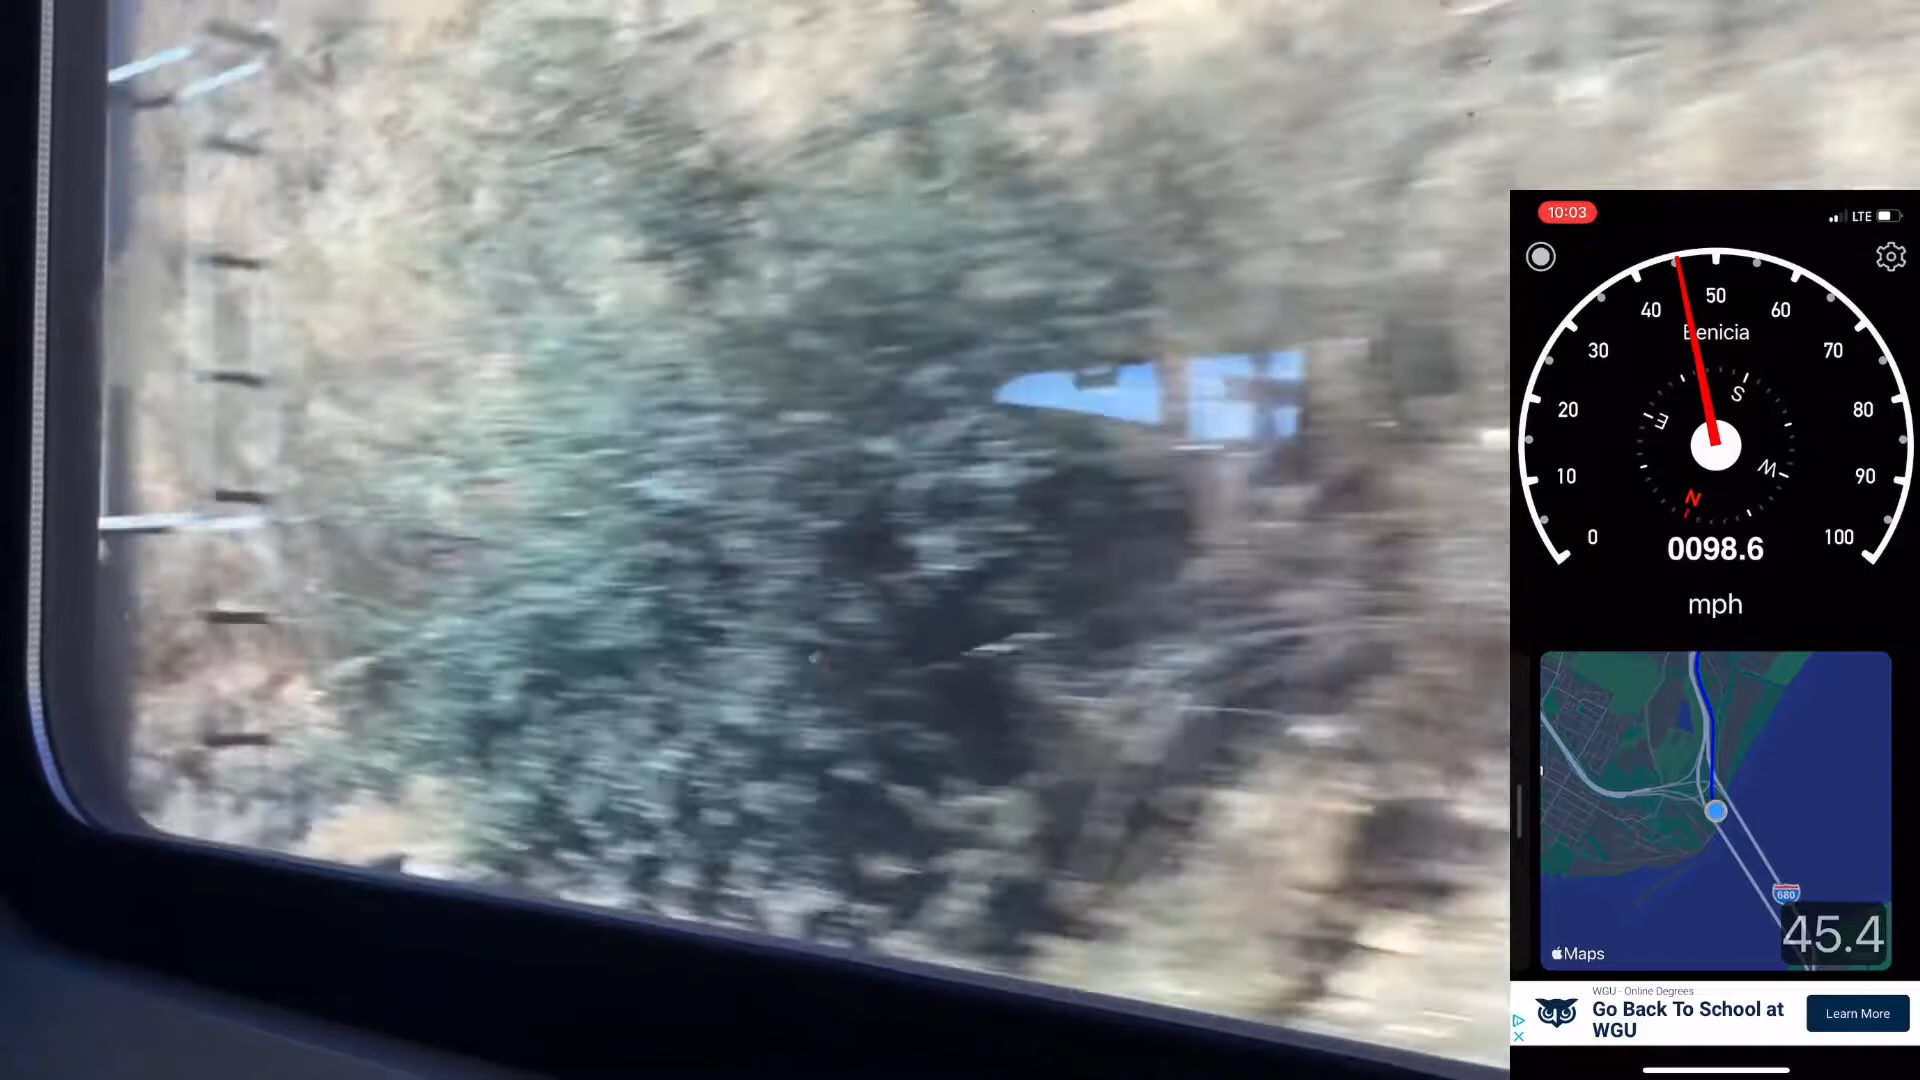 10:03
LTE
50
40
60
Benicia
30
70
S
20
80
E
W
10
90
N
0
100
0098.6
mph
680
45.4
Maps
WGU - Online Degrees
Go Back To School at
WGU
Learn More